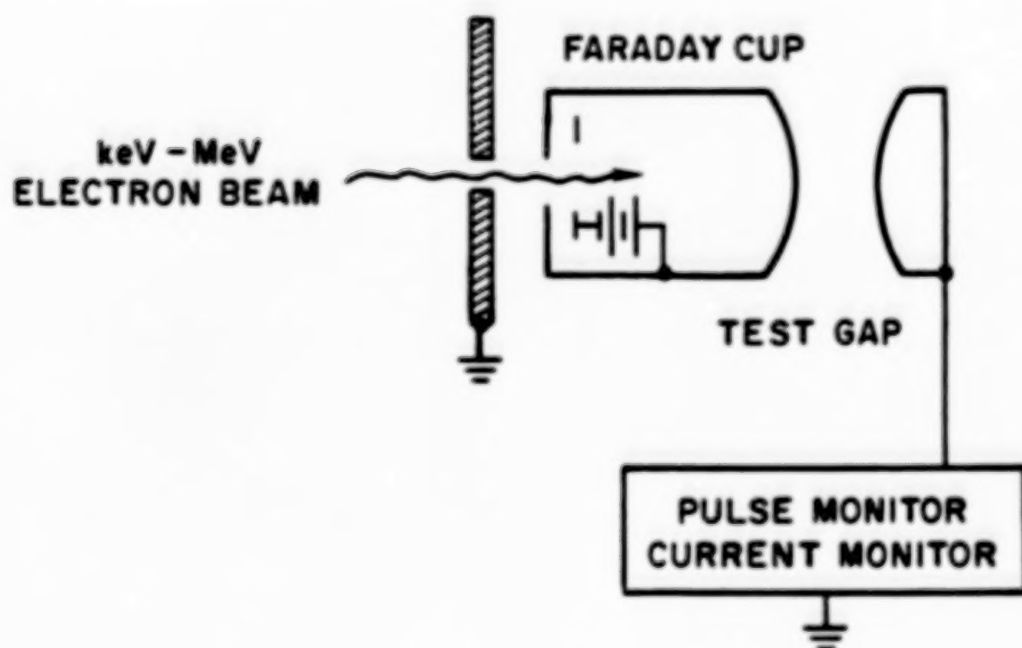 FARADAY CUP
keV - MeV
ELECTRON BEAM
TEST GAP
PULSE MONITOR
CURRENT MONITOR